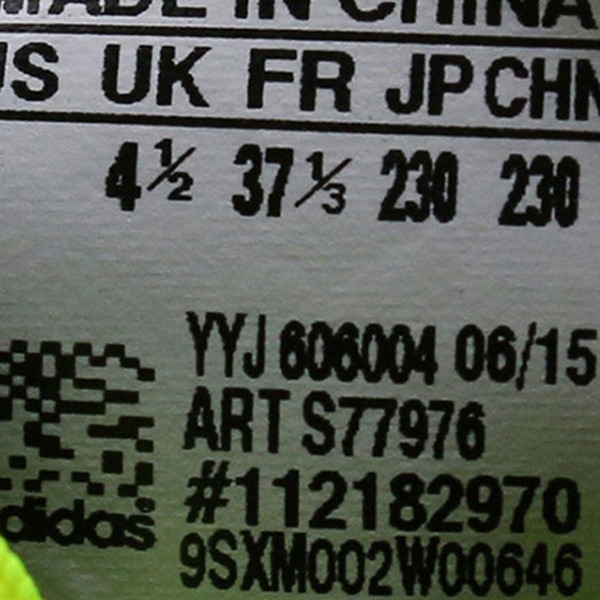 MADE IN CHINA
US UK FR JP CHN
4½ 37⅓ 230 230
YYJ 606004 06/15
ART S77976
#112182970
adidas
9SXM002W00646